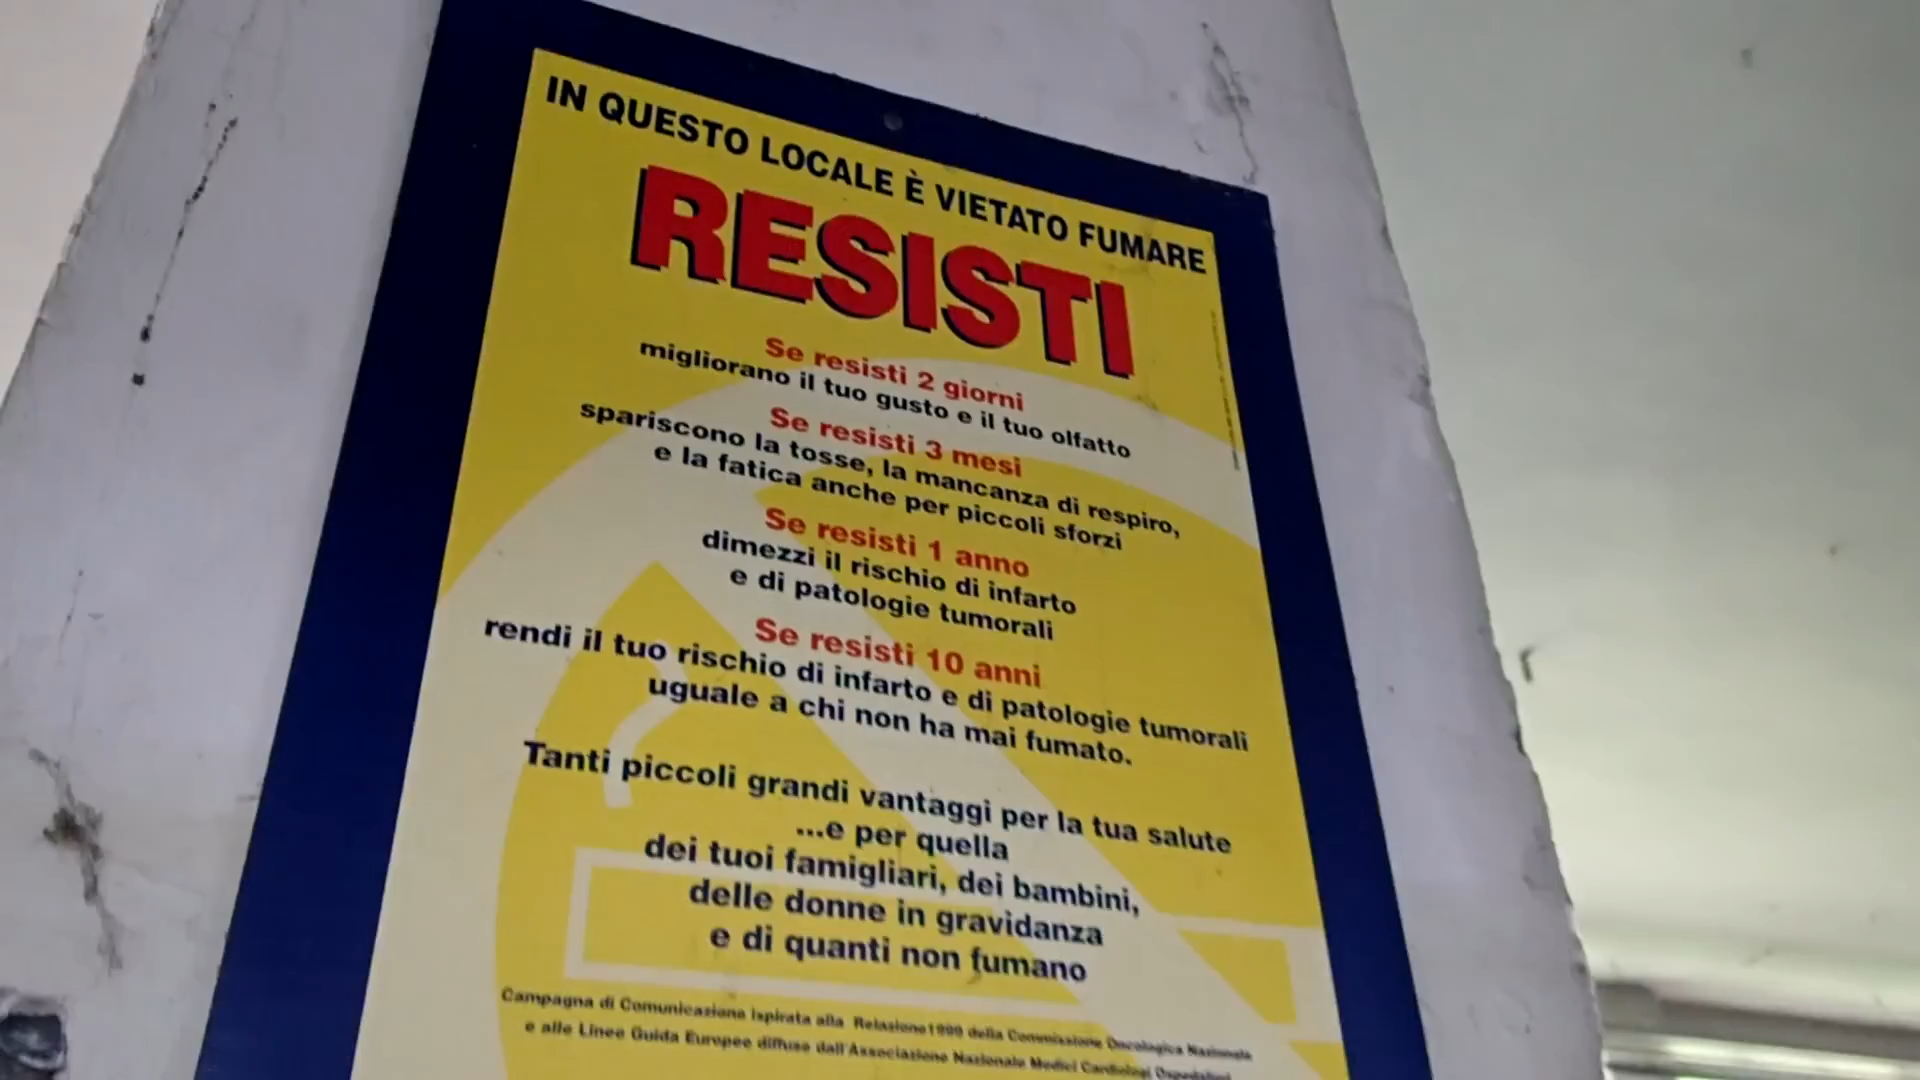 IN QUESTO LOCALE È VIETATO FUMARE
RESISTI
Se resisti 2 giorni
migliorano il tuo gusto e il tuo olfatto
Se resisti 3 mesi
spariscono la tosse, la mancanza di respiro,
e la fatica anche per piccoli sforzi
Se resisti 1 anno
dimezzi il rischio di infarto
e di patologie tumorali
Se resisti 10 anni
rendi il tuo rischio di infarto e di patologie tumorali
uguale a chi non ha mai fumato.
Tanti piccoli grandi vantaggi per la tua salute
...e per quella
dei tuoi famigliari, dei bambini,
delle donne in gravidanza
e di quanti non fumano
Campagna di Comunicazione ispirata alla Relazione 1999 della Commissione Oncologica Nazionale
e alle Linee Guida Europee diffuse dall'Associazione Nazionale Medici Cardiologi Ospedalieri